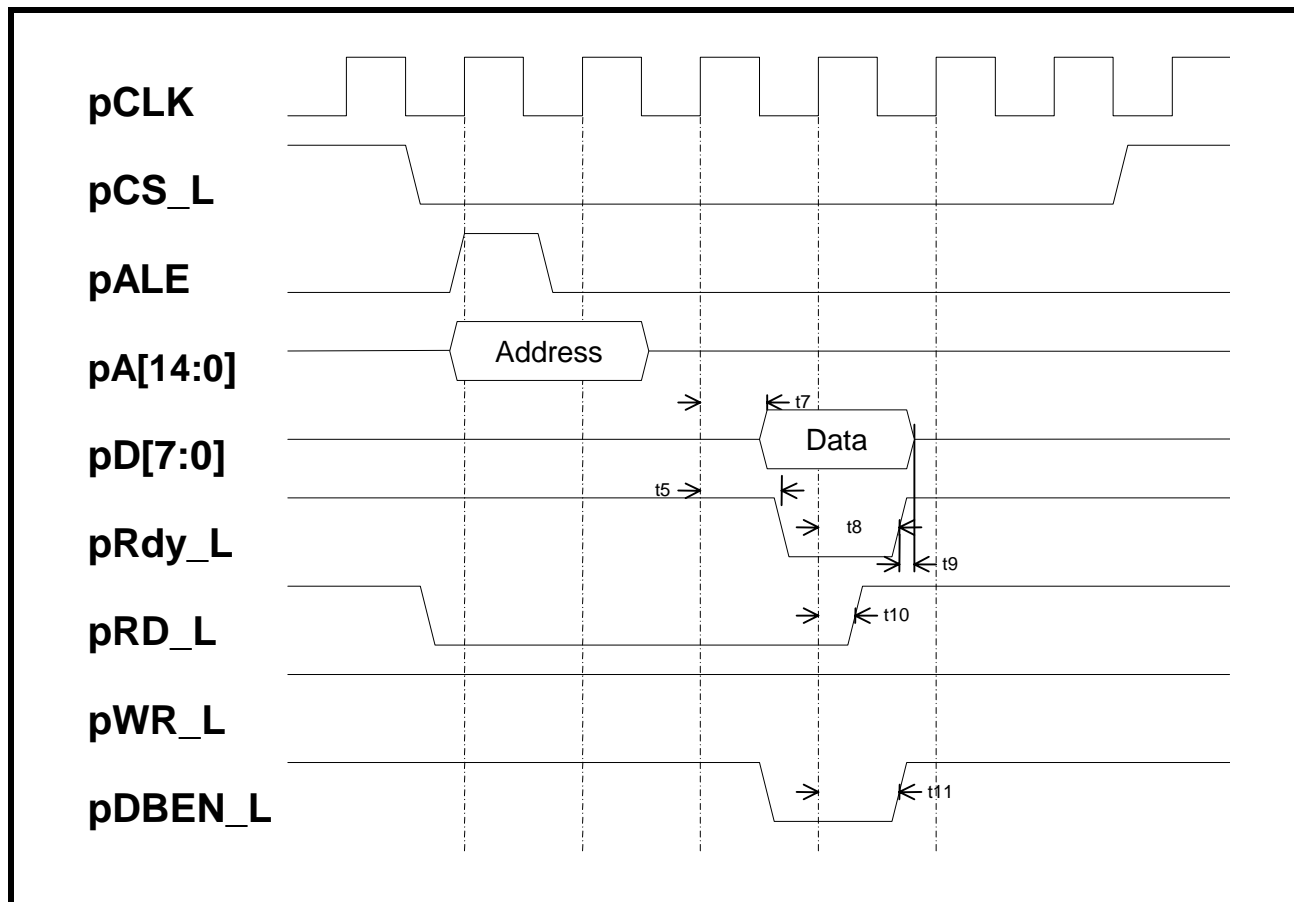 pCLK
pCS_L
pALE
pA[14:0]
Address
t7
pD[7:0]
Data
t5
pRdy_L
t8
t9
pRD_L
t10
pWR_L
pDBEN_L
t11